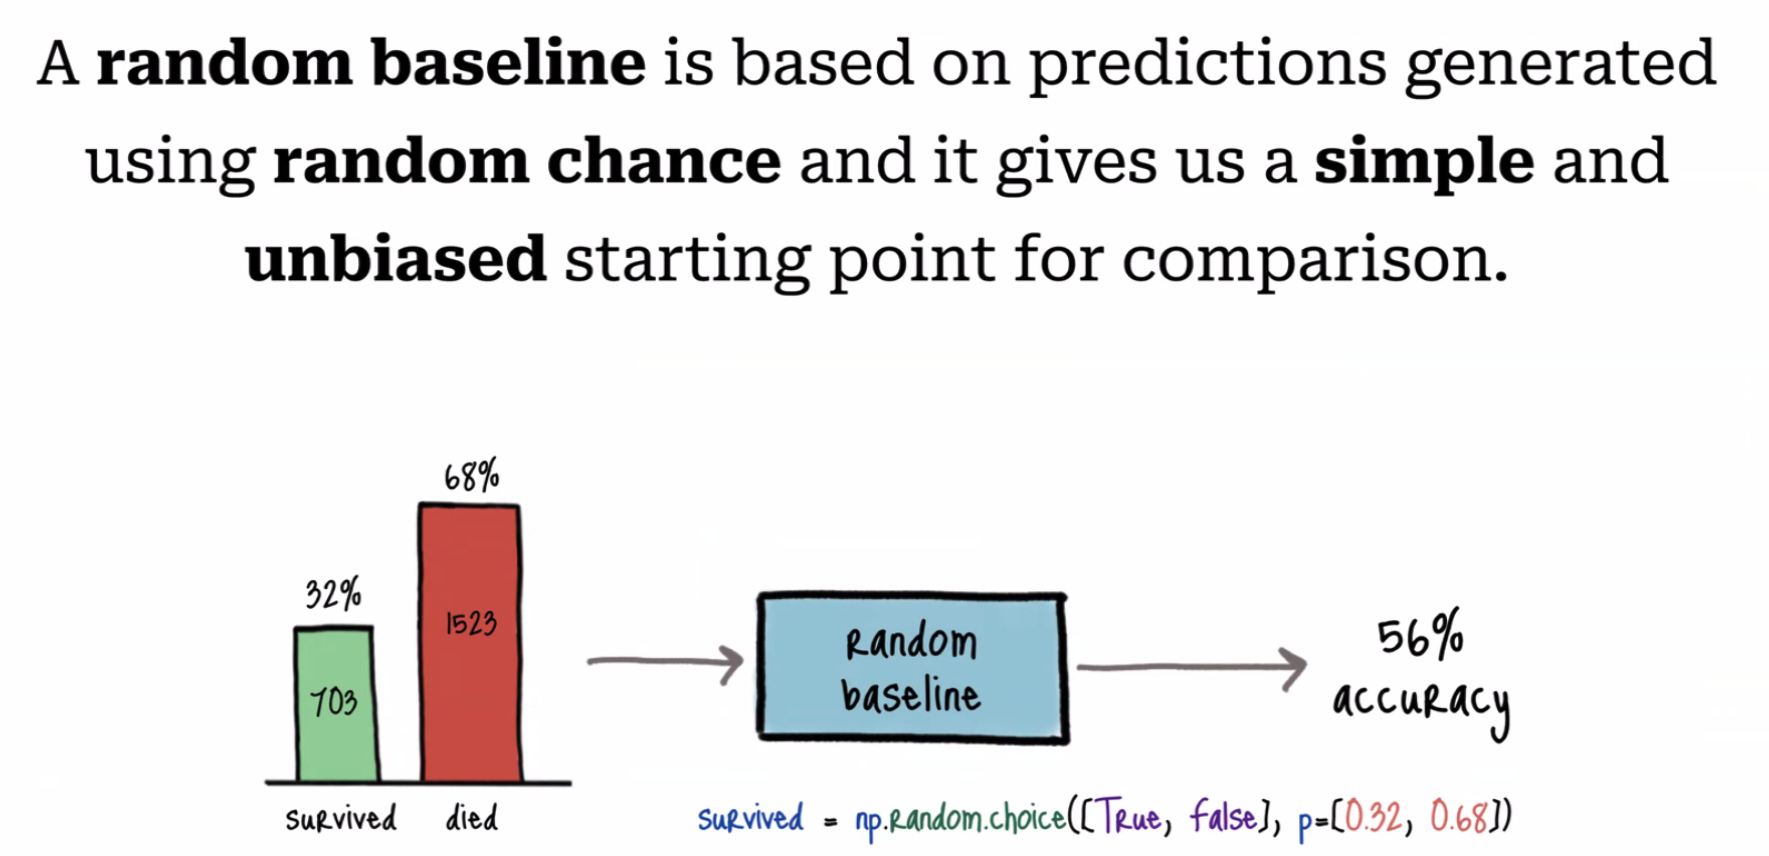 A random baseline is based on predictions generated
using random chance and it gives us a simple and
unbiased starting point for comparison.
68%
32%
1523
703
survived died
Random
baseline
56%
accuracy
survived = np.random.choice([True, false], p=[0.32, 0.68])